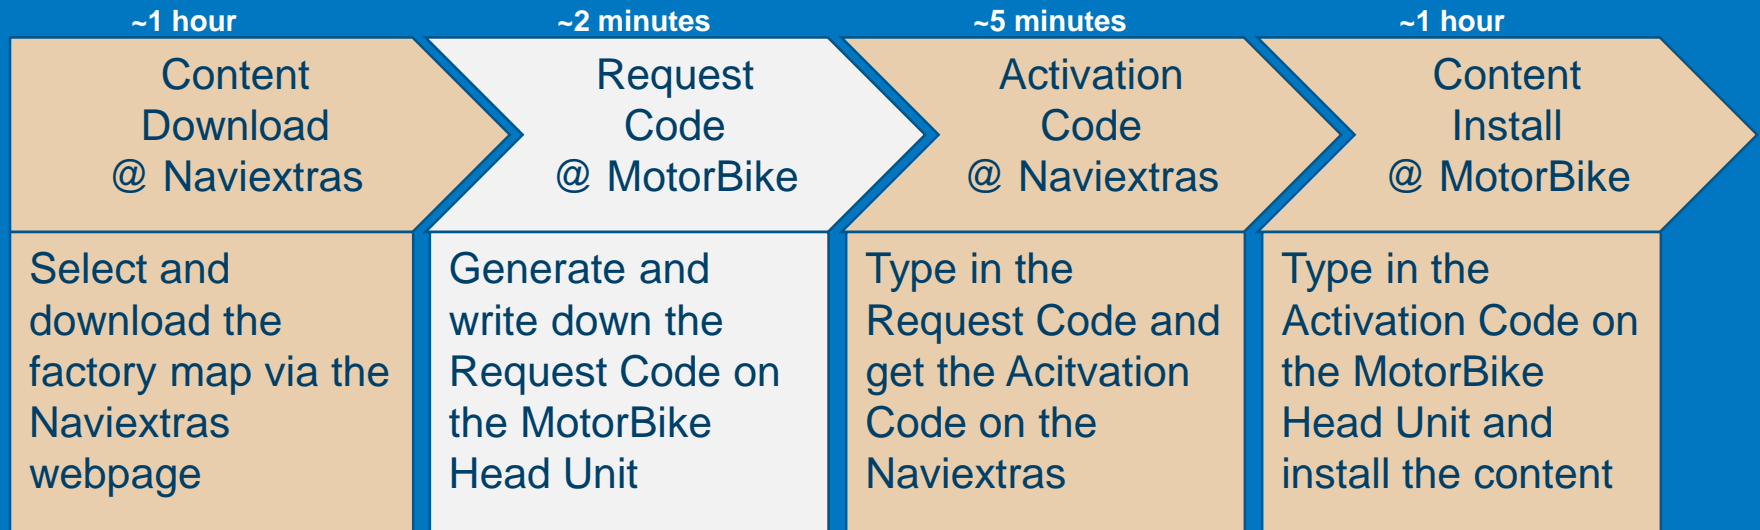 ~1 hour
Content
Download
@ Naviextras
Select and
download the
factory map via the
Naviextras
webpage
~2 minutes
Request
Code
@ MotorBike
Generate and
write down the
Request Code on
the MotorBike
Head Unit
~5 minutes
Activation
Code
@ Naviextras
Type in the
Request Code and
get the Acitvation
Code on the
Naviextras
~1 hour
Content
Install
@ MotorBike
Type in the
Activation Code on
the MotorBike
Head Unit and
install the content